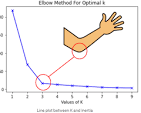 Elbow Method For Optimal k
1 2 3 4 5 6 7 8 9
Values of K
Line plot between K and Inertia